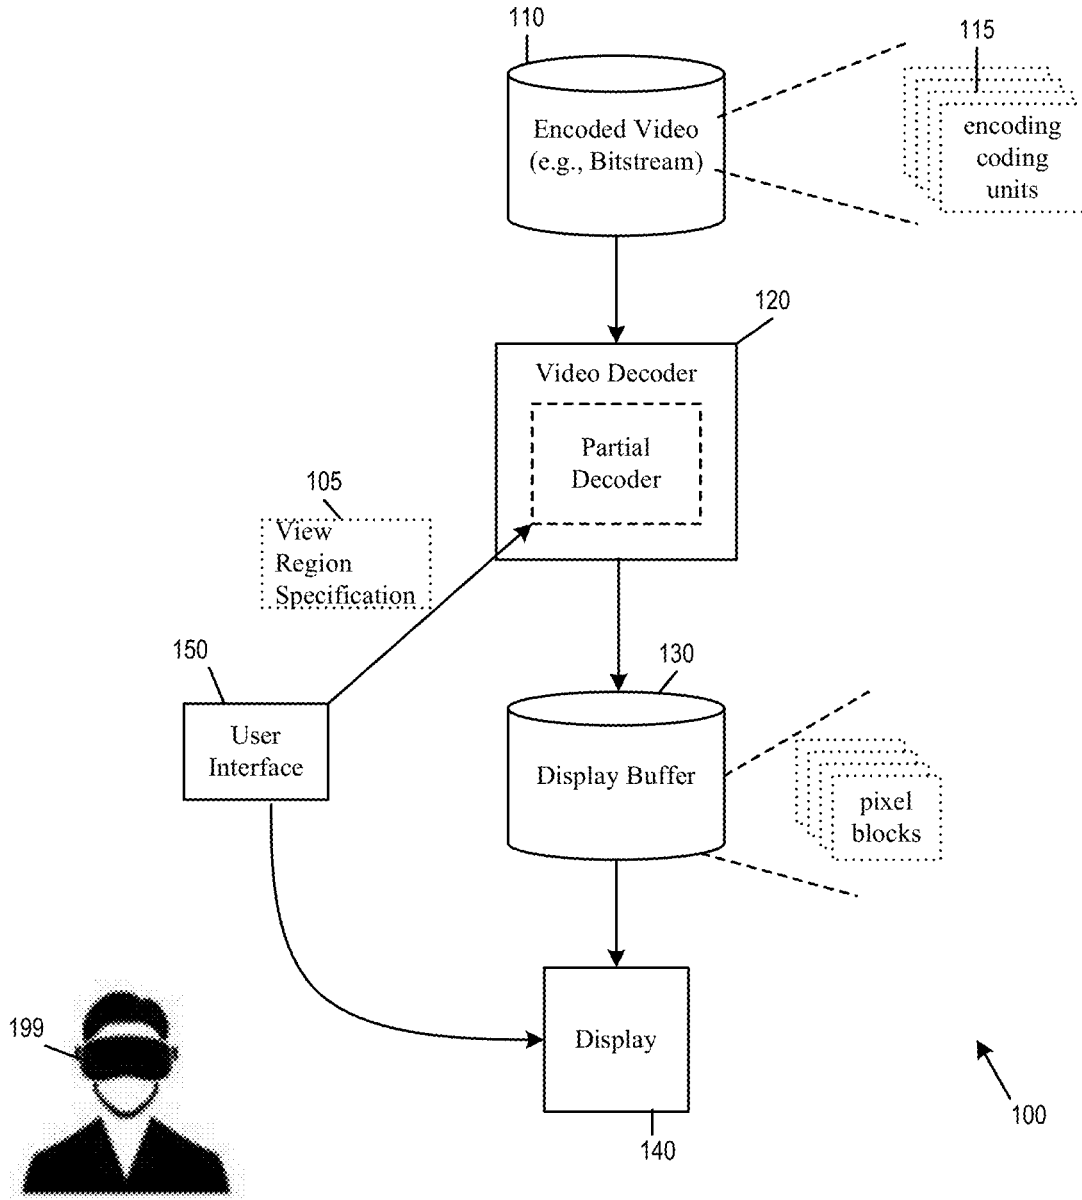 110
115
Encoded Video
(e.g., Bitstream)
encoding
coding
units
120
Video Decoder
Partial
Decoder
105
View
Region
Specification
150
130
User
Interface
Display Buffer
pixel
blocks
199
Display
100
140